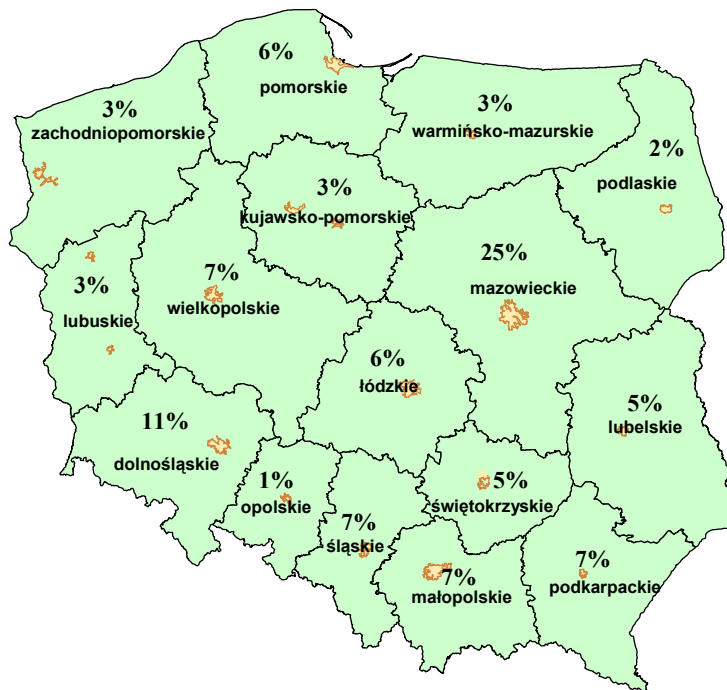 6%
pomorskie
3%
zachodniopomorskie
3%
warmińsko-mazurskie
2%
podlaskie
3%
kujawsko-pomorskie
25%
mazowieckie
7%
wielkopolskie
3%
lubuskie
6%
łódzkie
5%
lubelskie
11%
dolnośląskie
1%
opolskie
5%
świętokrzyskie
7%
śląskie
7%
małopolskie
7%
podkarpackie